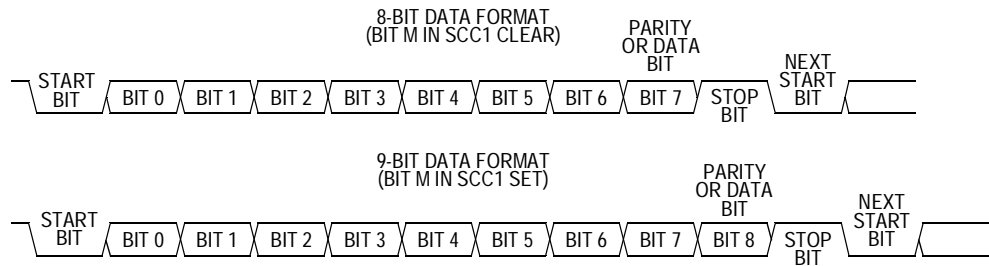 8-BIT DATA FORMAT
(BIT M IN SCC1 CLEAR)
PARITY
OR DATA
BIT
START
BIT
BIT 0
BIT 1
BIT 2
BIT 3
BIT 4
BIT 5
BIT 6
BIT 7
STOP
BIT
NEXT
START
BIT
9-BIT DATA FORMAT
(BIT M IN SCC1 SET)
PARITY
OR DATA
BIT
START
BIT
BIT 0
BIT 1
BIT 2
BIT 3
BIT 4
BIT 5
BIT 6
BIT 7
BIT 8
STOP
BIT
NEXT
START
BIT